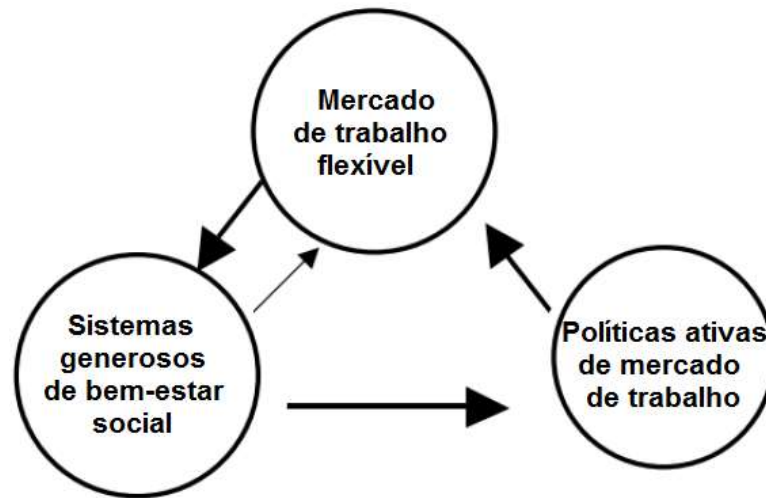 Mercado
de trabalho
flexível
Sistemas
generosos
de bem-estar
social
Políticas ativas
de mercado
de trabalho